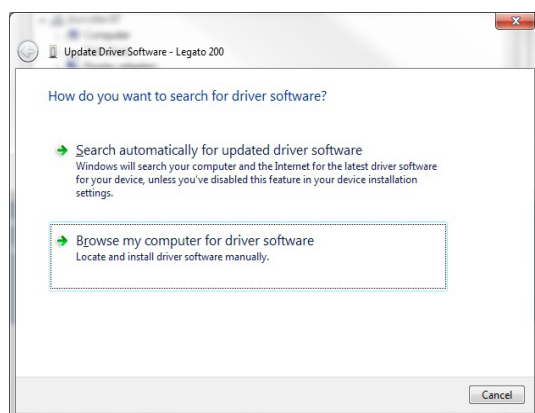 Computer
Update Driver Software - Legato 200
How do you want to search for driver software?
Search automatically for updated driver software
Windows will search your computer and the Internet for the latest driver software
for your device, unless you've disabled this feature in your device installation
settings.
Browse my computer for driver software
Locate and install driver software manually.
Cancel